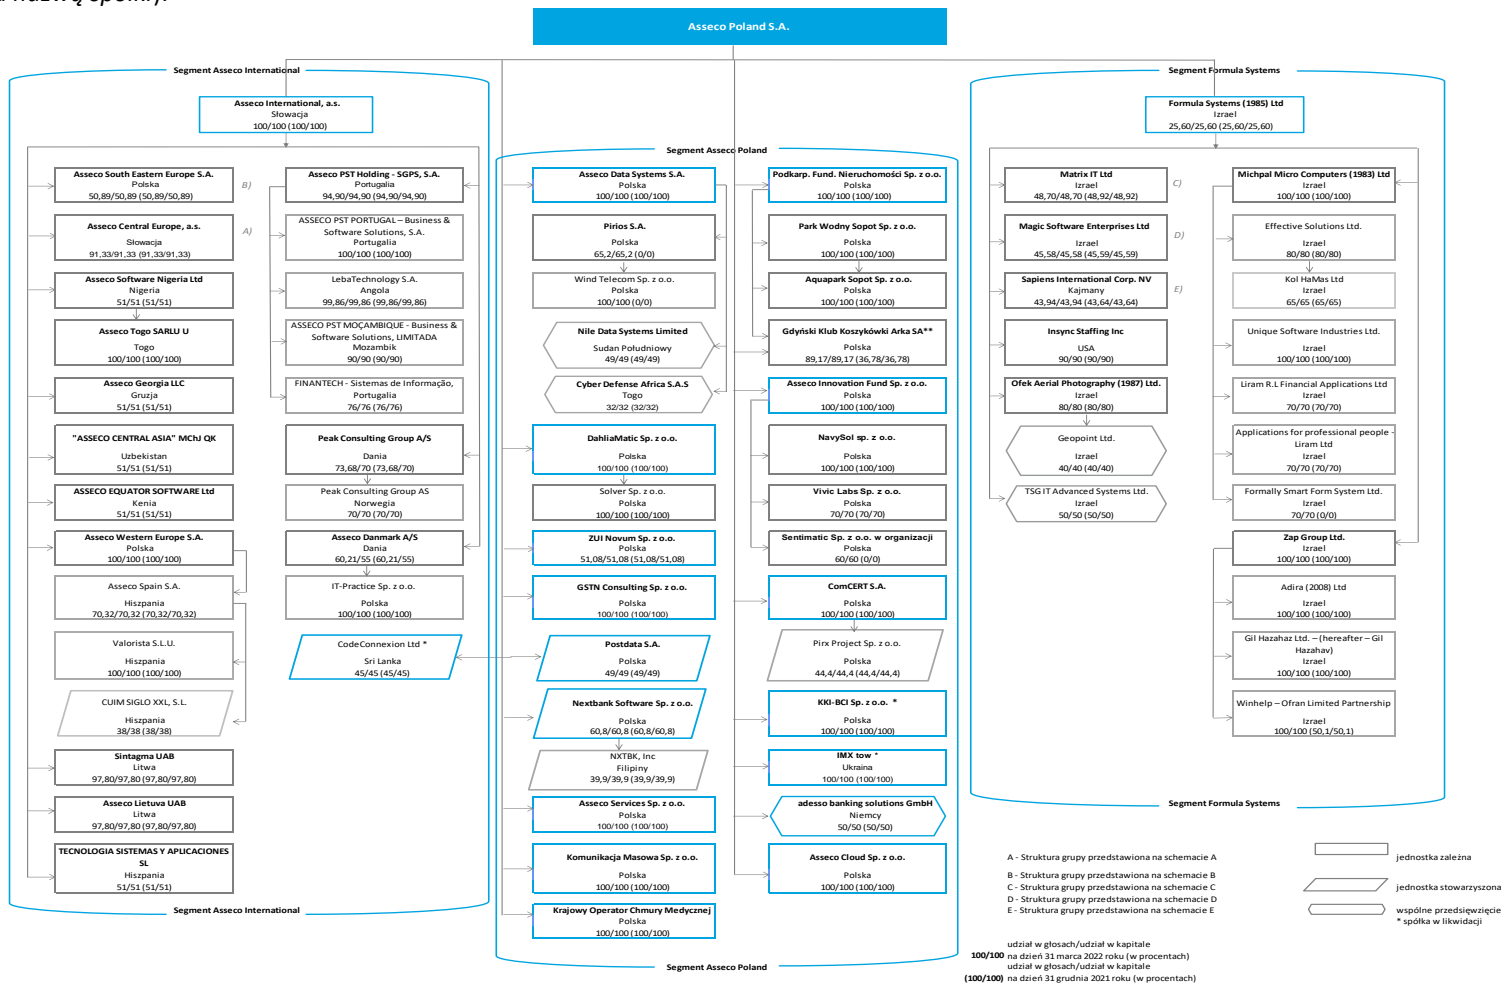 Asseco Poland S.A.
Segment Asseco International
Asseco International, a.s.
Słowacja
100/100 (100/100)
Asseco South Eastern Europe S.A.
Polska
50,89/50,89 (50,89/50,89)
B)
Asseco Central Europe, a.s.
Słowacja
91,33/91,33 (91,33/91,33)
A)
Asseco Software Nigeria Ltd
Nigeria
51/51 (51/51)
Asseco Togo SARLU U
Togo
100/100 (100/100)
Asseco Georgia LLC
Gruzja
51/51 (51/51)
"ASSECO CENTRAL ASIA" MChJ QK
Uzbekistan
51/51 (51/51)
ASSECO EQUATOR SOFTWARE Ltd
Kenia
51/51 (51/51)
Asseco Western Europe S.A.
Polska
100/100 (100/100)
Asseco Spain S.A.
Hiszpania
70,32/70,32 (70,32/70,32)
Valorista S.L.U.
Hiszpania
100/100 (100/100)
CUIM SIGLO XXL, S.L.
Hiszpania
38/38 (38/38)
Sintagma UAB
Litwa
97,80/97,80 (97,80/97,80)
Asseco Lietuva UAB
Litwa
97,80/97,80 (97,80/97,80)
TECNOLOGIA SISTEMAS Y APLICACIONES
SL
Hiszpania
51/51 (51/51)
Asseco PST Holding - SGPS, S.A.
Portugalia
94,90/94,90 (94,90/94,90)
ASSECO PST PORTUGAL – Business &
Software Solutions, S.A.
Portugalia
100/100 (100/100)
LebaTechnology S.A.
Angola
99,86/99,86 (99,86/99,86)
ASSECO PST MOÇAMBIQUE - Business &
Software Solutions, LIMITADA
Mozambik
90/90 (90/90)
FINANTECH - Sistemas de Informação,
Portugalia
76/76 (76/76)
Peak Consulting Group A/S
Dania
73,68/70 (73,68/70)
Peak Consulting Group AS
Norwegia
70/70 (70/70)
Asseco Danmark A/S
Dania
60,21/55 (60,21/55)
IT-Practice Sp. z o.o.
Polska
100/100 (100/100)
CodeConnexion Ltd *
Sri Lanka
45/45 (45/45)
Segment Asseco International
Segment Asseco Poland
Asseco Data Systems S.A.
Polska
100/100 (100/100)
Pirios S.A.
Polska
65,2/65,2 (0/0)
Wind Telecom Sp. z o.o.
Polska
100/100 (0/0)
Nile Data Systems Limited
Sudan Południowy
49/49 (49/49)
Cyber Defense Africa S.A.S
Togo
32/32 (32/32)
DahliaMatic Sp. z o.o.
Polska
100/100 (100/100)
Solver Sp. z o.o.
Polska
100/100 (100/100)
ZUI Novum Sp. z o.o.
Polska
51,08/51,08 (51,08/51,08)
GSTN Consulting Sp. z o.o.
Polska
100/100 (100/100)
Postdata S.A.
Polska
49/49 (49/49)
Nextbank Software Sp. z o.o.
Polska
60,8/60,8 (60,8/60,8)
NXTBK, Inc
Filipiny
39,9/39,9 (39,9/39,9)
Asseco Services Sp. z o.o.
Polska
100/100 (100/100)
Komunikacja Masowa Sp. z o.o.
Polska
100/100 (100/100)
Krajowy Operator Chmury Medycznej
Polska
100/100 (100/100)
Podkarp. Fund. Nieruchomości Sp. z o.o.
Polska
100/100 (100/100)
Park Wodny Sopot Sp. z o.o.
Polska
100/100 (100/100)
Aquapark Sopot Sp. z o.o.
Polska
100/100 (100/100)
Gdyński Klub Koszykówki Arka SA**
Polska
89,17/89,17 (36,78/36,78)
Asseco Innovation Fund Sp. z o.o.
Polska
100/100 (100/100)
NavySol sp. z o.o.
Polska
100/100 (100/100)
Vivic Labs Sp. z o.o.
Polska
70/70 (70/70)
Sentimatic Sp. z o.o. w organizacji
Polska
60/60 (0/0)
ComCERT S.A.
Polska
100/100 (100/100)
Pirx Project Sp. z o.o.
Polska
44,4/44,4 (44,4/44,4)
KKI-BCI Sp. z o.o. *
Polska
100/100 (100/100)
IMX tow *
Ukraina
100/100 (100/100)
adesso banking solutions GmbH
Niemcy
50/50 (50/50)
Asseco Cloud Sp. z o.o.
Polska
100/100 (100/100)
Segment Asseco Poland
Segment Formula Systems
Formula Systems (1985) Ltd
Izrael
25,60/25,60 (25,60/25,60)
Matrix IT Ltd
Izrael
48,70/48,70 (48,92/48,92)
C)
Magic Software Enterprises Ltd
Izrael
45,58/45,58 (45,59/45,59)
D)
Sapiens International Corp. NV
Kajmany
43,94/43,94 (43,64/43,64)
E)
Insync Staffing Inc
USA
90/90 (90/90)
Ofek Aerial Photography (1987) Ltd.
Izrael
80/80 (80/80)
Geopoint Ltd.
Izrael
40/40 (40/40)
TSG IT Advanced Systems Ltd.
Izrael
50/50 (50/50)
Michpal Micro Computers (1983) Ltd
Izrael
100/100 (100/100)
Effective Solutions Ltd.
Izrael
80/80 (80/80)
Kol HaMas Ltd
Izrael
65/65 (65/65)
Unique Software Industries Ltd.
Izrael
100/100 (100/100)
Liram R.L Financial Applications Ltd
Izrael
70/70 (70/70)
Applications for professional people -
Liram Ltd
Izrael
70/70 (70/70)
Formally Smart Form System Ltd.
Izrael
70/70 (0/0)
Zap Group Ltd.
Izrael
100/100 (100/100)
Adira (2008) Ltd
Izrael
100/100 (100/100)
Gil Hazahaz Ltd. – (hereafter – Gil
Hazahav)
Izrael
100/100 (100/100)
Winhelp – Ofran Limited Partnership
Izrael
100/100 (50,1/50,1)
Segment Formula Systems
A - Struktura grupy przedstawiona na schemacie A
B - Struktura grupy przedstawiona na schemacie B
C - Struktura grupy przedstawiona na schemacie C
D - Struktura grupy przedstawiona na schemacie D
E - Struktura grupy przedstawiona na schemacie E
jednostka zależna
jednostka stowarzyszona
wspólne przedsięwzięcie
* spółka w likwidacji
udział w głosach/udział w kapitale
100/100 na dzień 31 marca 2022 roku (w procentach)
udział w głosach/udział w kapitale
(100/100) na dzień 31 grudnia 2021 roku (w procentach)